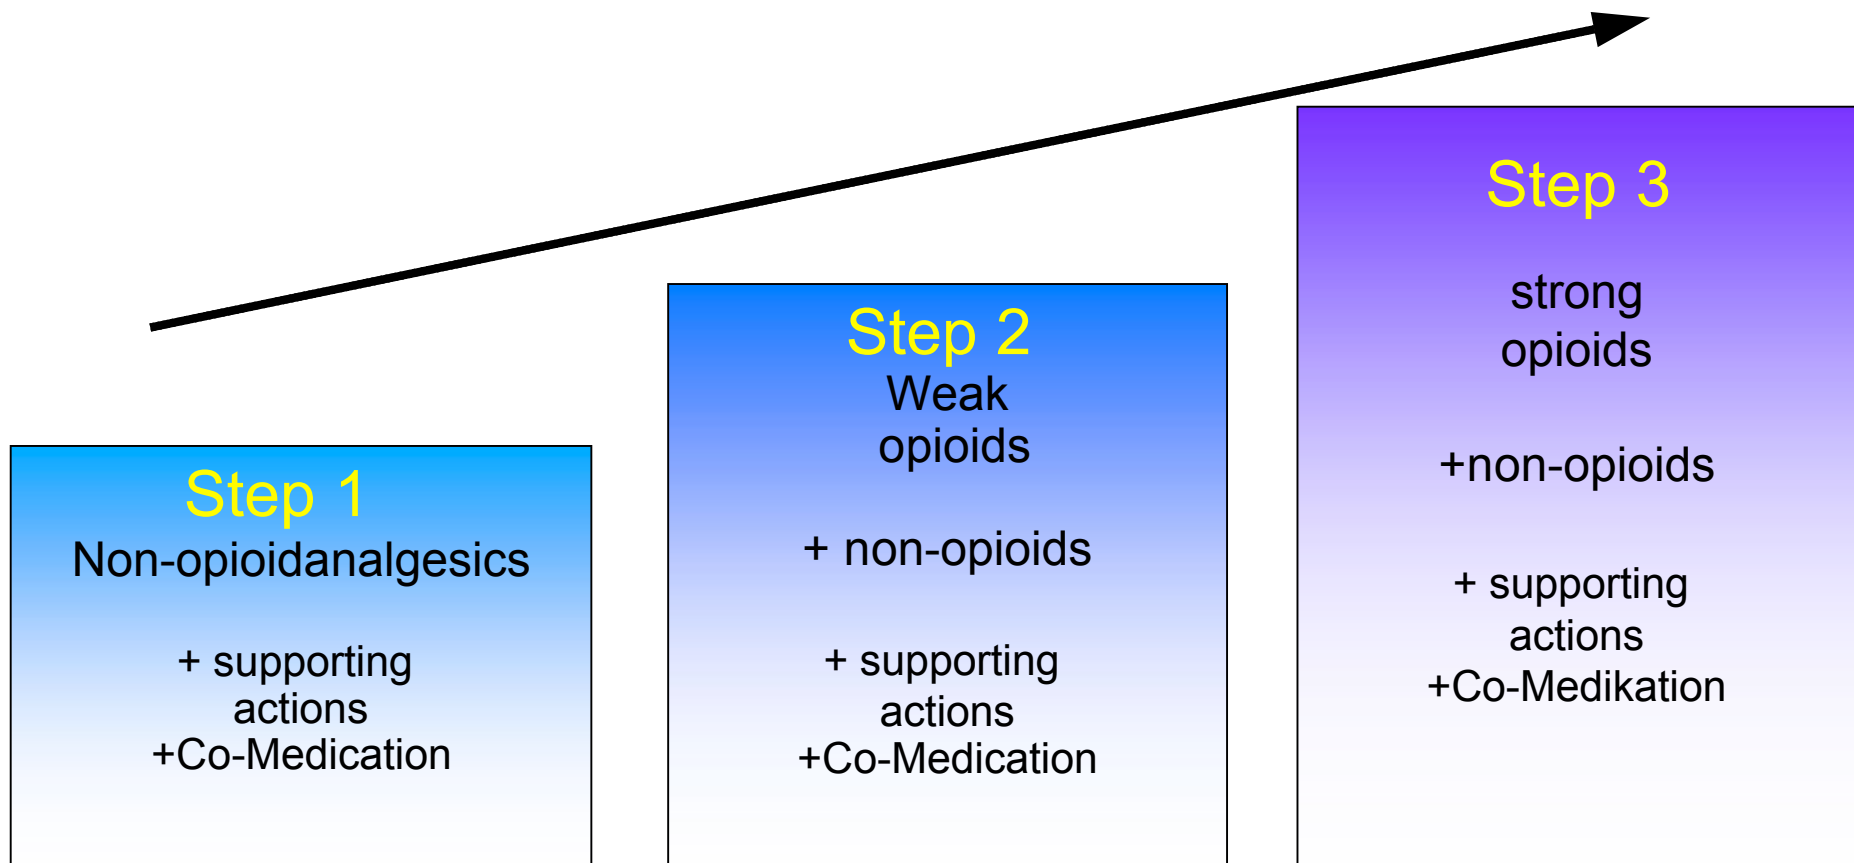 Step 1
Non-opioidanalgesics
+ supporting
actions
+Co-Medication
Step 2
Weak
opioids
+ non-opioids
+ supporting
actions
+Co-Medication
Step 3
strong
opioids
+non-opioids
+ supporting
actions
+Co-Medikation